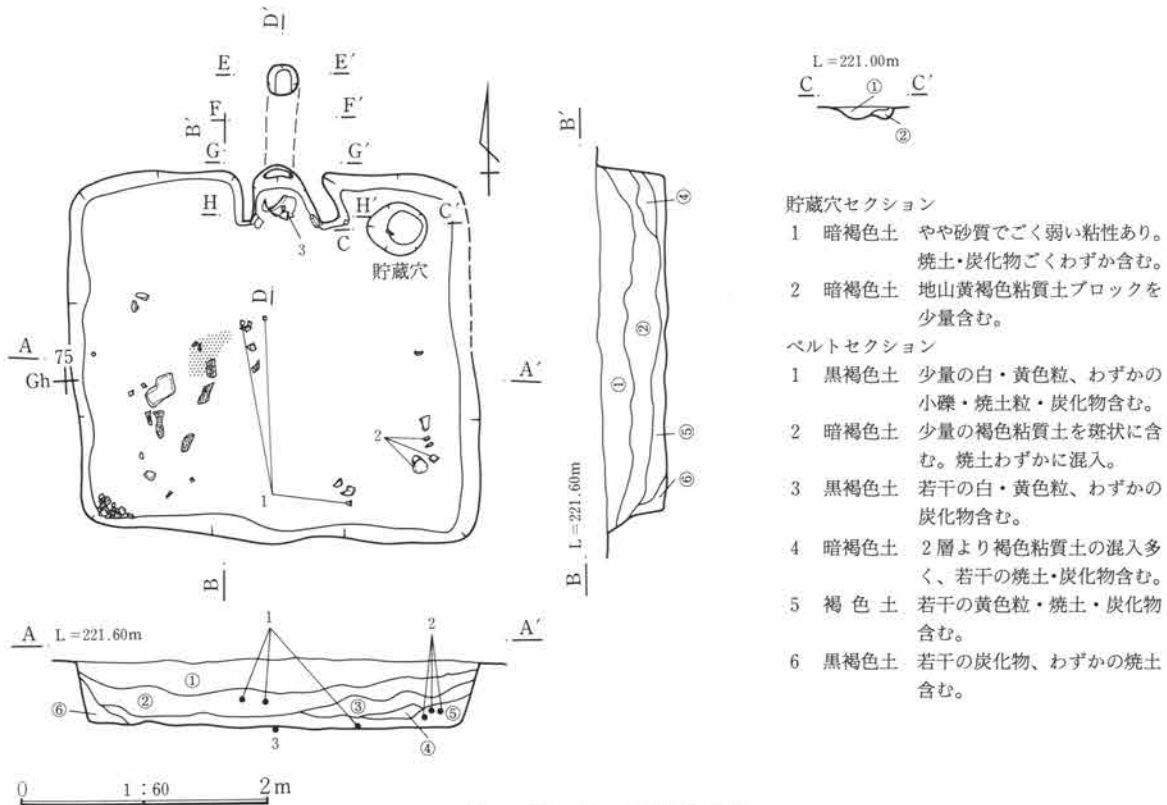 D′
E E′
F F′
B′
G G′
H H′ C′
3 C
貯蔵穴
D
A 75 A′
Gh
2
1
B
A L=221.60m A′
1 2
①
②
③
⑥ ⑤
④
3
0 1:60 2m
B′
④
②
①
⑤
⑥
B L=221.60m
L=221.00m
C ① C′
②
貯蔵穴セクション
1 暗褐色土 やや砂質でごく弱い粘性あり。
焼土・炭化物ごくわずか含む。
2 暗褐色土 地山黄褐色粘質土ブロックを
少量含む。
ベルトセクション
1 黒褐色土 少量の白・黄色粒、わずかの
小礫・焼土粒・炭化物含む。
2 暗褐色土 少量の褐色粘質土を斑状に含
む。焼土わずかに混入。
3 黒褐色土 若干の白・黄色粒、わずかの
炭化物含む。
4 暗褐色土 2層より褐色粘質土の混入多
く、若干の焼土・炭化物含む。
5 褐色土 若干の黄色粒・焼土・炭化物
含む。
6 黒褐色土 若干の炭化物、わずかの焼土
含む。